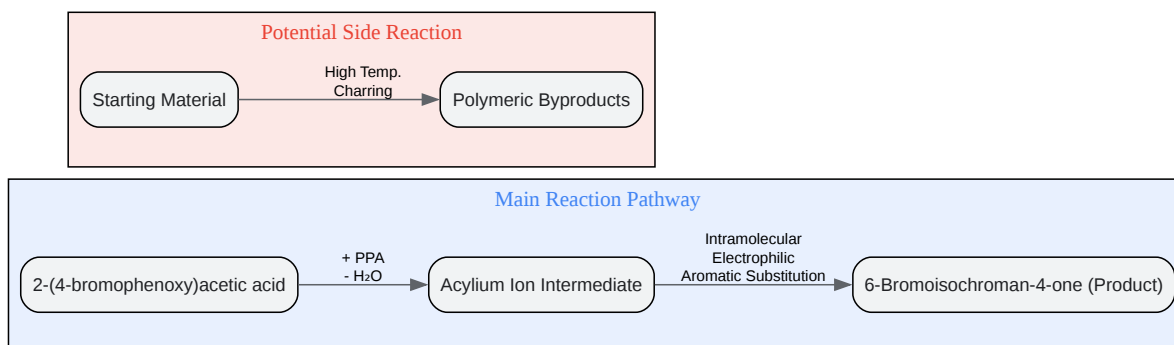 Potential Side Reaction
Starting Material
High Temp.
Charring
Polymeric Byproducts
Main Reaction Pathway
2-(4-bromophenoxy)acetic acid
+ PPA
- H₂O
Acylium Ion Intermediate
Intramolecular
Electrophilic
Aromatic Substitution
6-Bromoisochroman-4-one (Product)